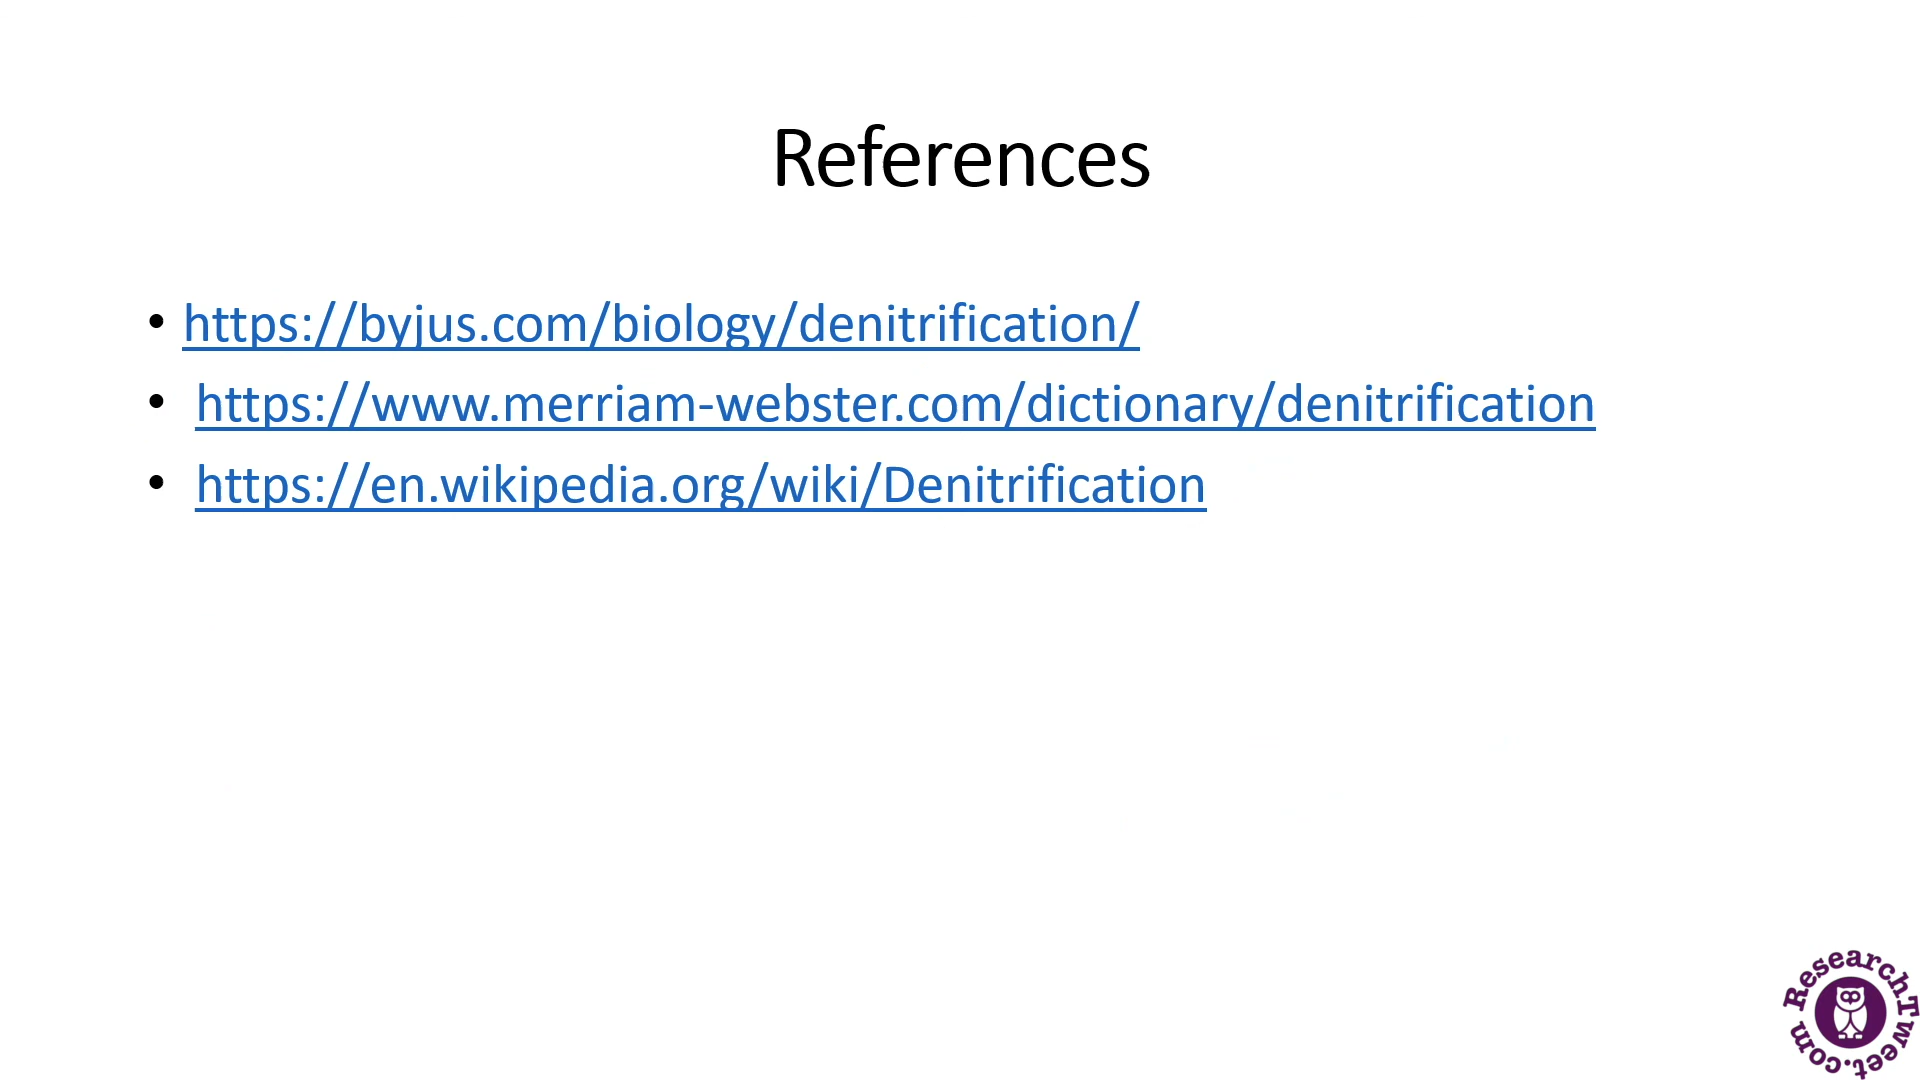 References
• https://byjus.com/biology/denitrification/
• https://www.merriam-webster.com/dictionary/denitrification
• https://en.wikipedia.org/wiki/Denitrification
ResearchTweet.com